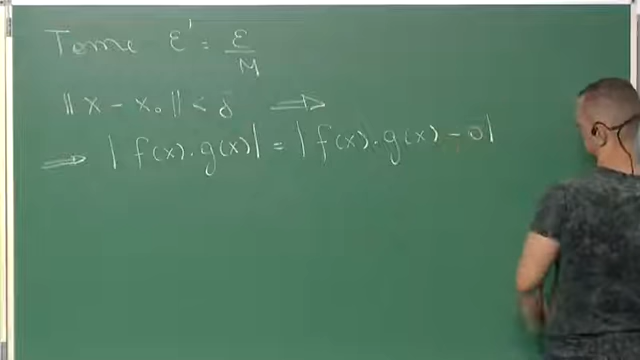 Tome ε' = ε/M
‖x - x₀‖ < δ ⟹
⟹ | f(x).g(x)| = | f(x).g(x) - 0|